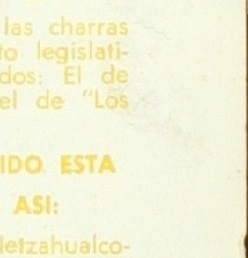 las charras
to legislati-
dos: El de
el de "Los
IDO ESTA
ASI:
letzahualco-